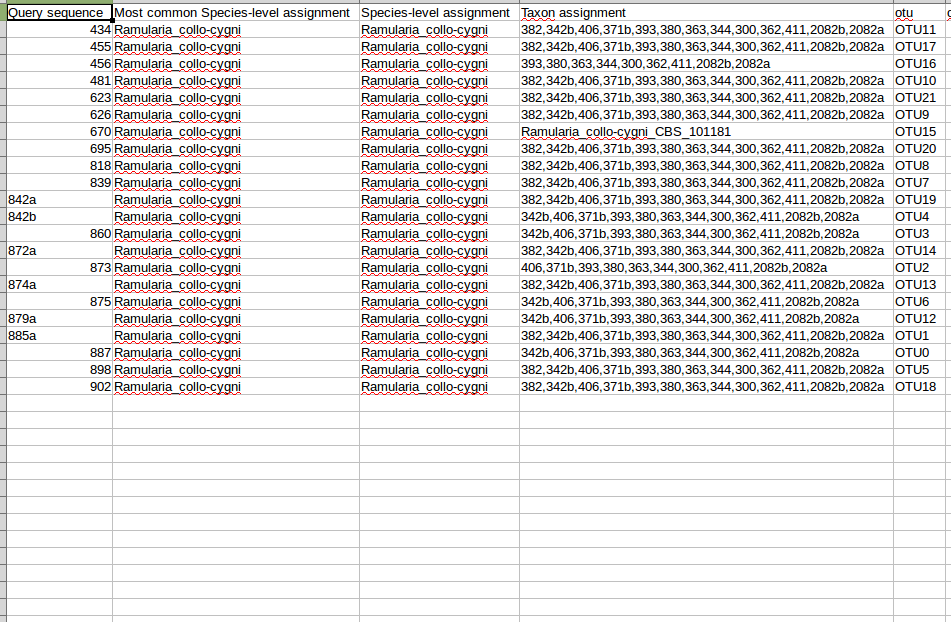 Query sequence Most common Species-level assignment Species-level assignment Taxon assignment otu
434 Ramularia_collo-cygni Ramularia_collo-cygni 382,342b,406,371b,393,380,363,344,300,362,411,2082b,2082a OTU11
455 Ramularia_collo-cygni Ramularia_collo-cygni 382,342b,406,371b,393,380,363,344,300,362,411,2082b,2082a OTU17
456 Ramularia_collo-cygni Ramularia_collo-cygni 393,380,363,344,300,362,411,2082b,2082a OTU16
481 Ramularia_collo-cygni Ramularia_collo-cygni 382,342b,406,371b,393,380,363,344,300,362,411,2082b,2082a OTU10
623 Ramularia_collo-cygni Ramularia_collo-cygni 382,342b,406,371b,393,380,363,344,300,362,411,2082b,2082a OTU21
626 Ramularia_collo-cygni Ramularia_collo-cygni 382,342b,406,371b,393,380,363,344,300,362,411,2082b,2082a OTU9
670 Ramularia_collo-cygni Ramularia_collo-cygni Ramularia_collo-cygni_CBS_101181 OTU15
695 Ramularia_collo-cygni Ramularia_collo-cygni 382,342b,406,371b,393,380,363,344,300,362,411,2082b,2082a OTU20
818 Ramularia_collo-cygni Ramularia_collo-cygni 382,342b,406,371b,393,380,363,344,300,362,411,2082b,2082a OTU8
839 Ramularia_collo-cygni Ramularia_collo-cygni 382,342b,406,371b,393,380,363,344,300,362,411,2082b,2082a OTU7
842a Ramularia_collo-cygni Ramularia_collo-cygni 382,342b,406,371b,393,380,363,344,300,362,411,2082b,2082a OTU19
842b Ramularia_collo-cygni Ramularia_collo-cygni 342b,406,371b,393,380,363,344,300,362,411,2082b,2082a OTU4
860 Ramularia_collo-cygni Ramularia_collo-cygni 342b,406,371b,393,380,363,344,300,362,411,2082b,2082a OTU3
872a Ramularia_collo-cygni Ramularia_collo-cygni 382,342b,406,371b,393,380,363,344,300,362,411,2082b,2082a OTU14
873 Ramularia_collo-cygni Ramularia_collo-cygni 406,371b,393,380,363,344,300,362,411,2082b,2082a OTU2
874a Ramularia_collo-cygni Ramularia_collo-cygni 382,342b,406,371b,393,380,363,344,300,362,411,2082b,2082a OTU13
875 Ramularia_collo-cygni Ramularia_collo-cygni 342b,406,371b,393,380,363,344,300,362,411,2082b,2082a OTU6
879a Ramularia_collo-cygni Ramularia_collo-cygni 342b,406,371b,393,380,363,344,300,362,411,2082b,2082a OTU12
885a Ramularia_collo-cygni Ramularia_collo-cygni 382,342b,406,371b,393,380,363,344,300,362,411,2082b,2082a OTU1
887 Ramularia_collo-cygni Ramularia_collo-cygni 342b,406,371b,393,380,363,344,300,362,411,2082b,2082a OTU0
898 Ramularia_collo-cygni Ramularia_collo-cygni 382,342b,406,371b,393,380,363,344,300,362,411,2082b,2082a OTU5
902 Ramularia_collo-cygni Ramularia_collo-cygni 382,342b,406,371b,393,380,363,344,300,362,411,2082b,2082a OTU18